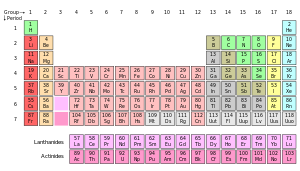 Group→ 1 2 3 4 5 6 7 8 9 10 11 12 13 14 15 16 17 18
↓Period
1 2
1 H He
3 4 5 6 7 8 9 10
2 Li Be B C N O F Ne
11 12 13 14 15 16 17 18
3 Na Mg Al Si P S Cl Ar
19 20 21 22 23 24 25 26 27 28 29 30 31 32 33 34 35 36
4 K Ca Sc Ti V Cr Mn Fe Co Ni Cu Zn Ga Ge As Se Br Kr
37 38 39 40 41 42 43 44 45 46 47 48 49 50 51 52 53 54
5 Rb Sr Y Zr Nb Mo Tc Ru Rh Pd Ag Cd In Sn Sb Te I Xe
55 56 72 73 74 75 76 77 78 79 80 81 82 83 84 85 86
6 Cs Ba Hf Ta W Re Os Ir Pt Au Hg Tl Pb Bi Po At Rn
87 88 104 105 106 107 108 109 110 111 112 113 114 115 116 117 118
7 Fr Ra Rf Db Sg Bh Hs Mt Ds Rg Cn Uut Fl Uup Lv Uus Uuo
57 58 59 60 61 62 63 64 65 66 67 68 69 70 71
Lanthanides La Ce Pr Nd Pm Sm Eu Gd Tb Dy Ho Er Tm Yb Lu
89 90 91 92 93 94 95 96 97 98 99 100 101 102 103
Actinides Ac Th Pa U Np Pu Am Cm Bk Cf Es Fm Md No Lr